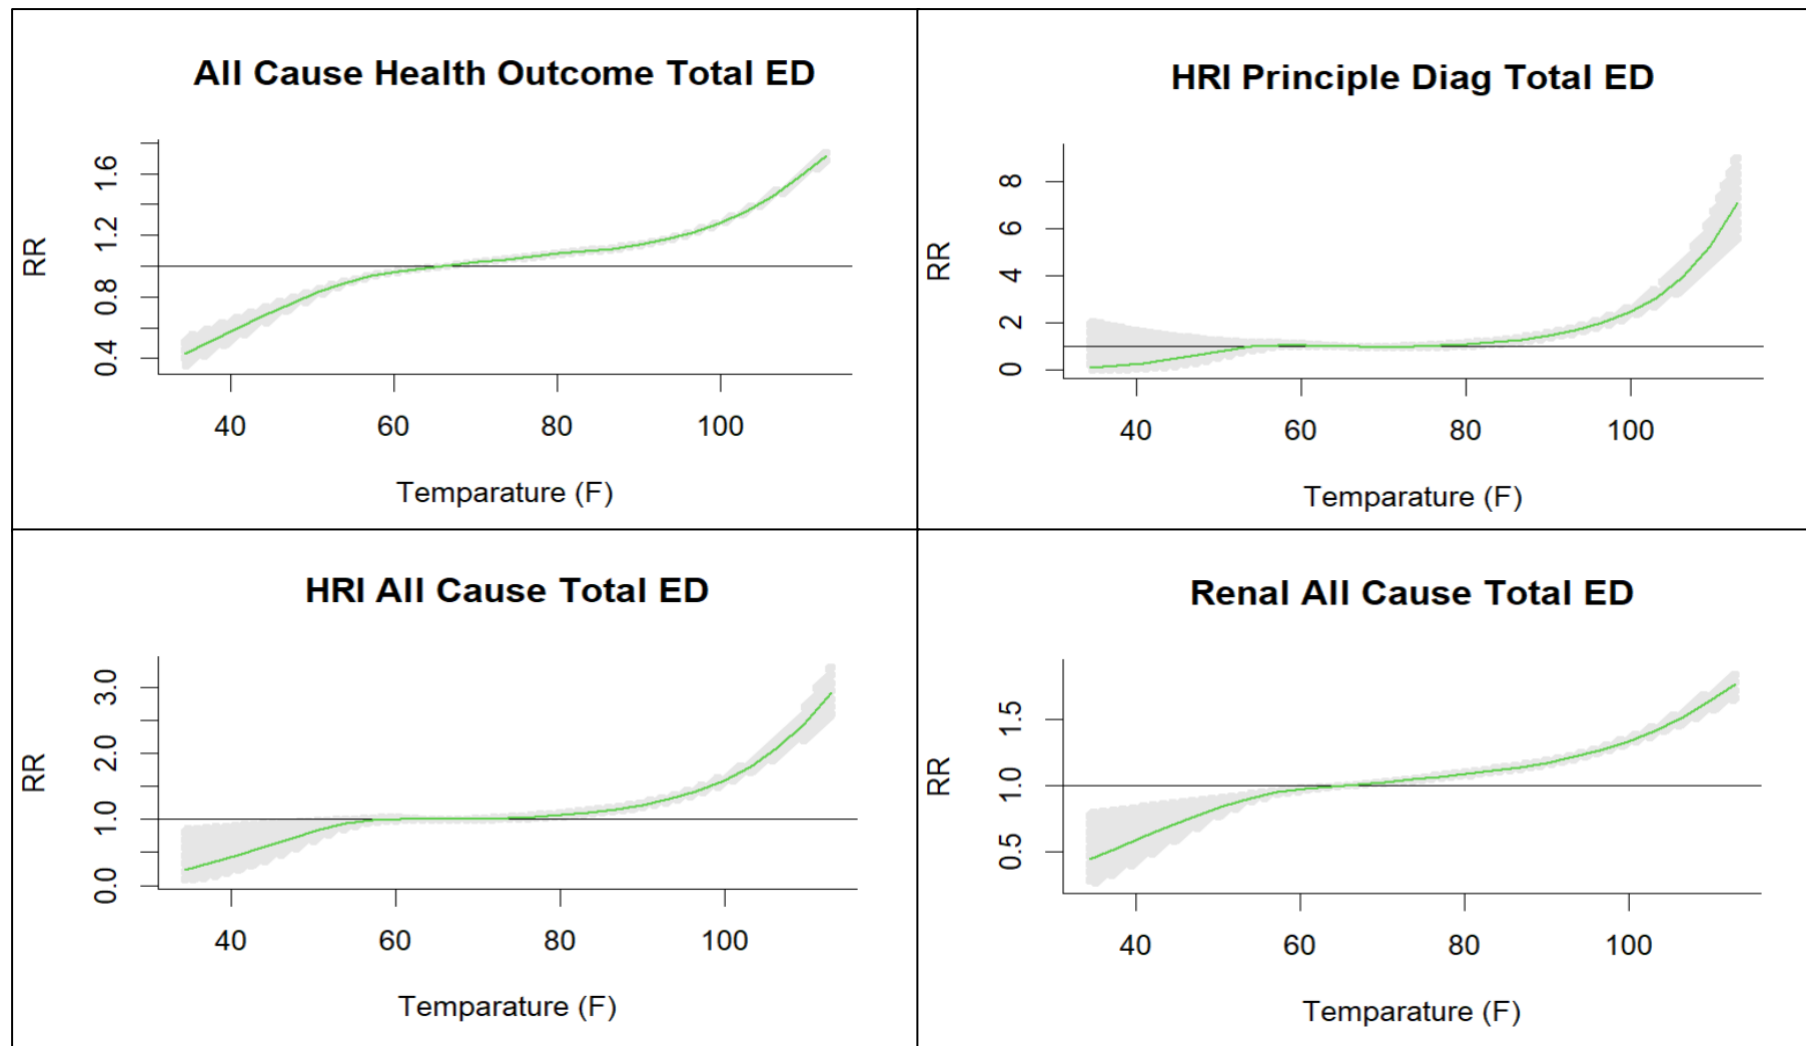 All Cause Health Outcome Total ED
RR
0.4 0.8 1.2 1.6
40 60 80 100
Temparature (F)
HRI Principle Diag Total ED
RR
0 2 4 6 8
40 60 80 100
Temparature (F)
HRI All Cause Total ED
RR
0.0 1.0 2.0 3.0
40 60 80 100
Temparature (F)
Renal All Cause Total ED
RR
0.5 1.0 1.5
40 60 80 100
Temparature (F)